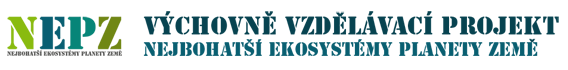 NEPZ
NEJBOHATŠÍ EKOSYSTÉMY PLANETY ZEMĚ
VÝCHOVNĚ VZDĚLÁVACÍ PROJEKT
NEJBOHATŠÍ EKOSYSTÉMY PLANETY ZEMĚ